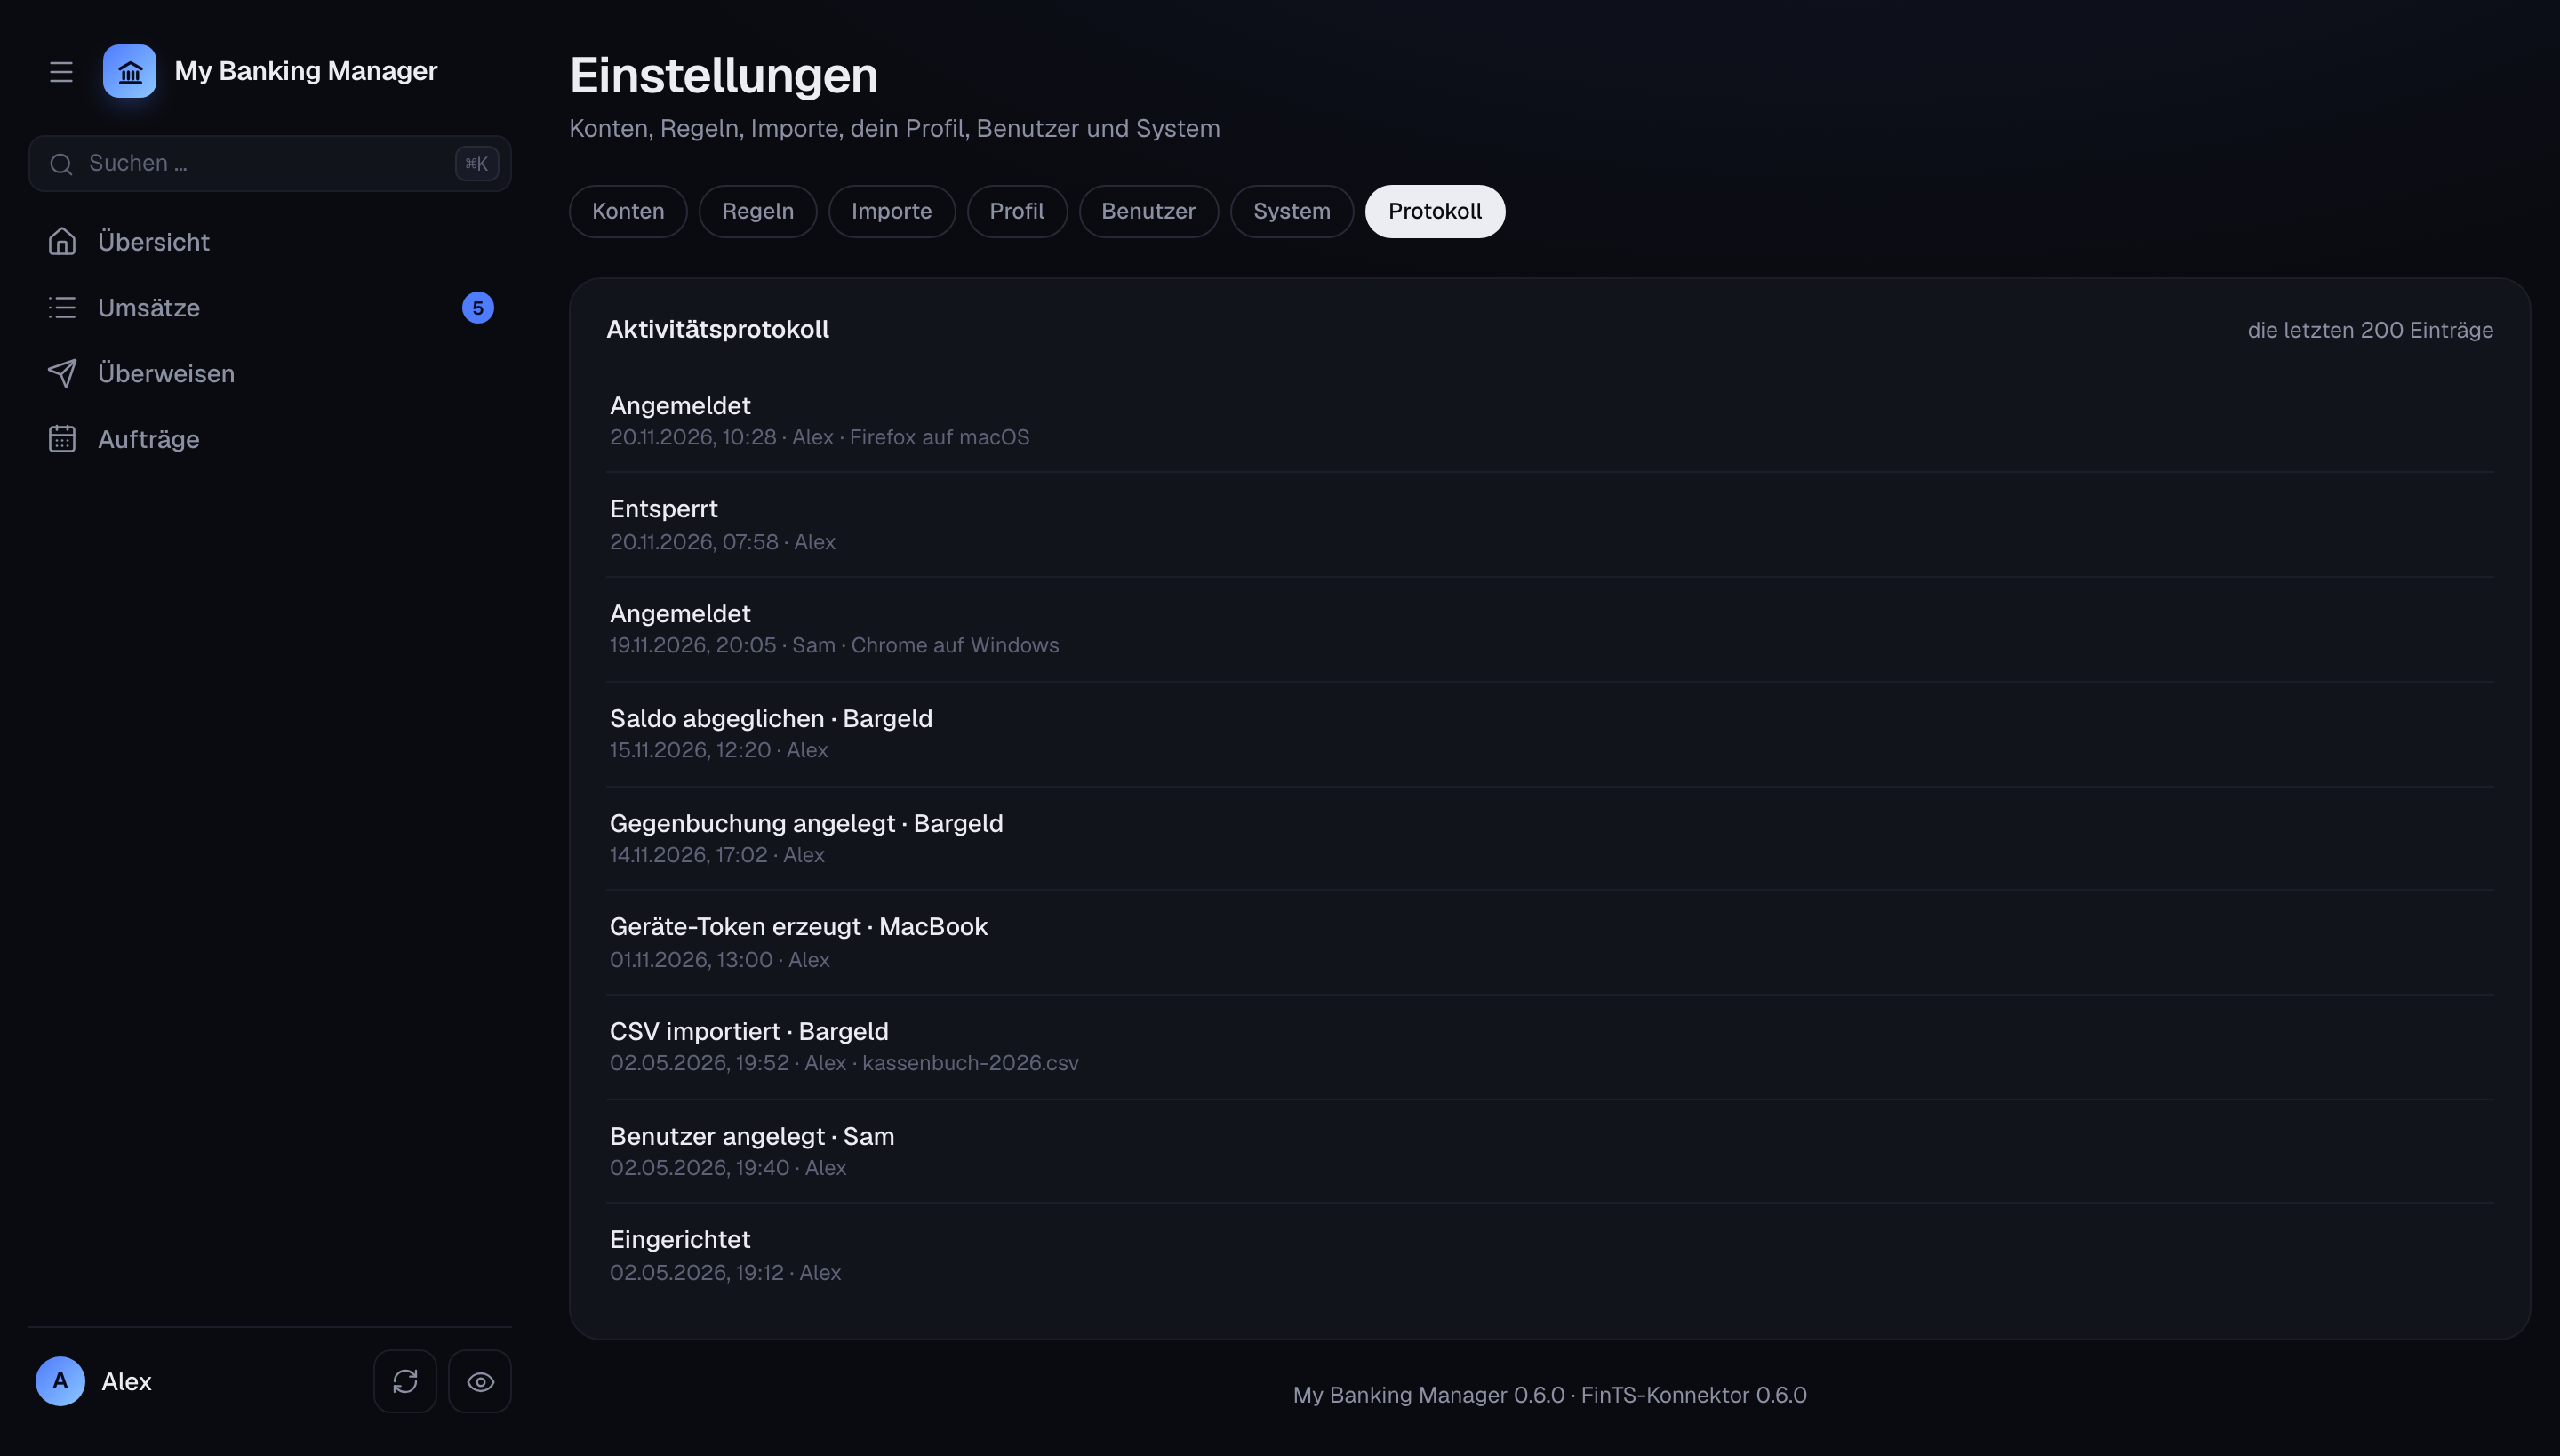 My Banking Manager
Suchen …
⌘K
Übersicht
Umsätze
5
Überweisen
Aufträge
A
Alex
Einstellungen
Konten, Regeln, Importe, dein Profil, Benutzer und System
Konten
Regeln
Importe
Profil
Benutzer
System
Protokoll
Aktivitätsprotokoll
die letzten 200 Einträge
Angemeldet
20.11.2026, 10:28 · Alex · Firefox auf macOS
Entsperrt
20.11.2026, 07:58 · Alex
Angemeldet
19.11.2026, 20:05 · Sam · Chrome auf Windows
Saldo abgeglichen · Bargeld
15.11.2026, 12:20 · Alex
Gegenbuchung angelegt · Bargeld
14.11.2026, 17:02 · Alex
Geräte-Token erzeugt · MacBook
01.11.2026, 13:00 · Alex
CSV importiert · Bargeld
02.05.2026, 19:52 · Alex · kassenbuch-2026.csv
Benutzer angelegt · Sam
02.05.2026, 19:40 · Alex
Eingerichtet
02.05.2026, 19:12 · Alex
My Banking Manager 0.6.0 · FinTS-Konnektor 0.6.0